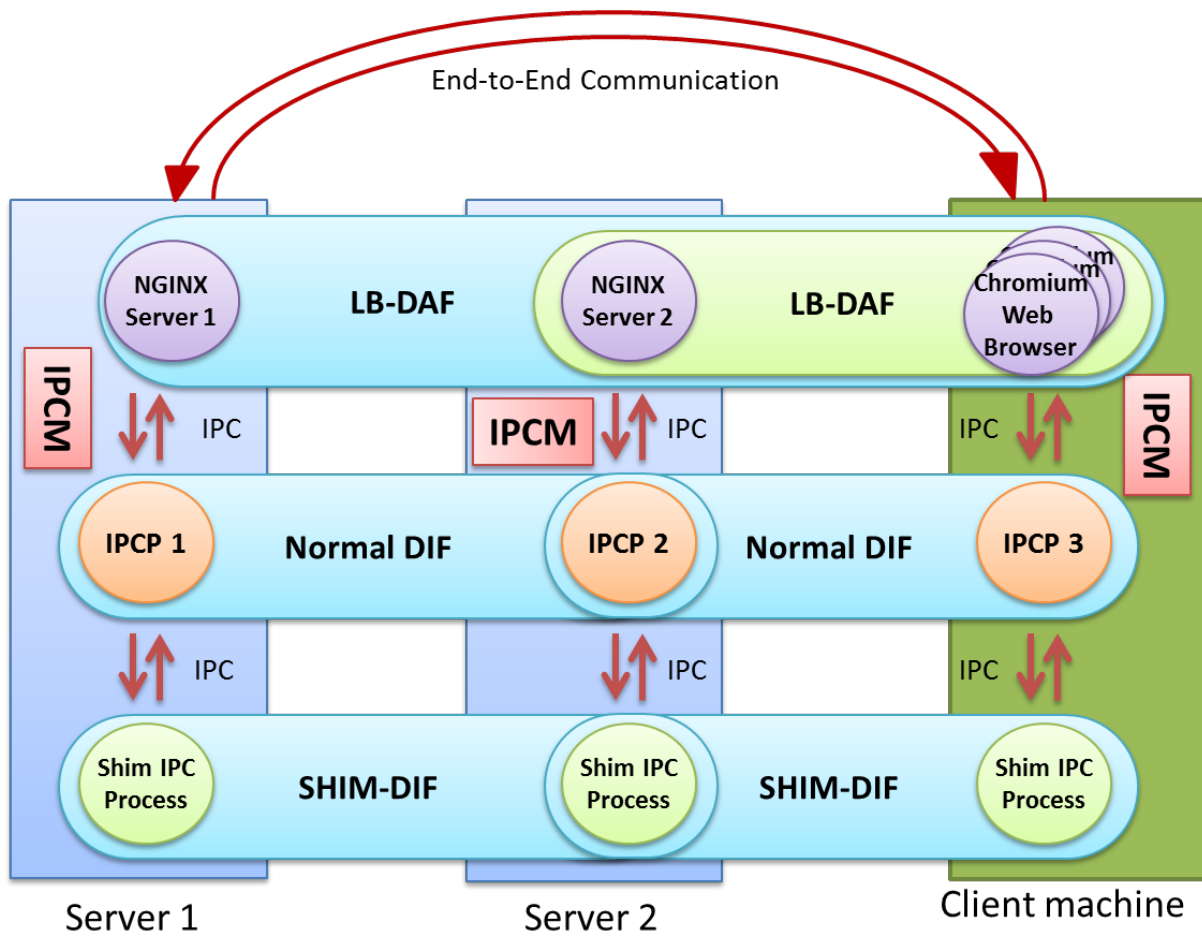 End-to-End Communication
NGINX
Server 1
LB-DAF
NGINX
Server 2
LB-DAF
Chromium
Web
Browser
IPCM
IPC
IPCM
IPC
IPC
IPCM
IPCP 1
Normal DIF
IPCP 2
Normal DIF
IPCP 3
IPC
IPC
IPC
Shim IPC
Process
SHIM-DIF
Shim IPC
Process
SHIM-DIF
Shim IPC
Process
Server 1
Server 2
Client machine